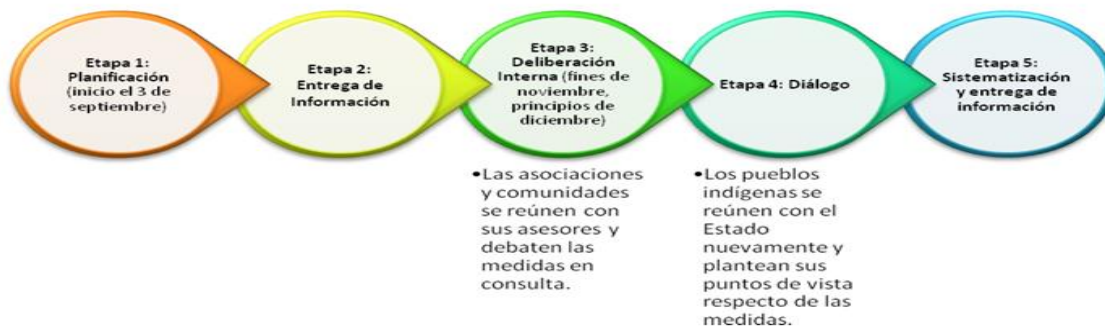 Etapa 1:
Planificación
(inicio el 3 de
septiembre)
Etapa 2:
Entrega de
Información
Etapa 3:
Deliberación
Interna (fines de
noviembre,
principios de
diciembre)
Etapa 4: Diálogo
Etapa 5:
Sistematización
y entrega de
información
•Las asociaciones
y comunidades
se reúnen con
sus asesores y
debaten las
medidas en
consulta.
•Los pueblos
indígenas se
reúnen con el
Estado
nuevamente y
plantean sus
puntos de vista
respecto de las
medidas.